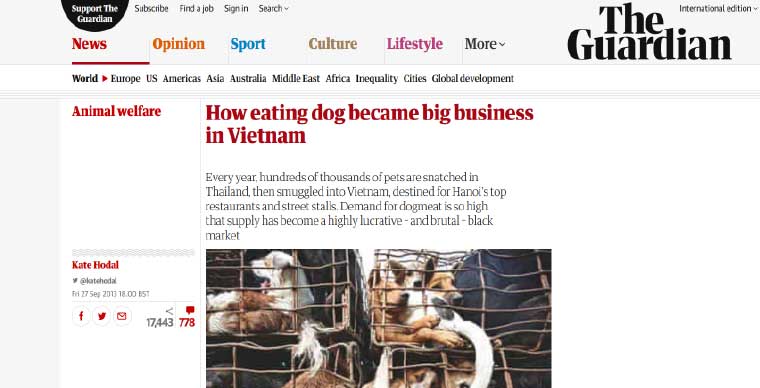 Support The
Guardian
Subscribe Find a job Sign in Search
International edition
The
Guardian
News Opinion Sport Culture Lifestyle More
World Europe US Americas Asia Australia Middle East Africa Inequality Cities Global development
Animal welfare
How eating dog became big business
in Vietnam
Every year, hundreds of thousands of pets are snatched in
Thailand, then smuggled into Vietnam, destined for Hanoi's top
restaurants and street stalls. Demand for dogmeat is so high
that supply has become a highly lucrative - and brutal - black
market
Kate Hodal
@katehodal
Fri 27 Sep 2013 18.00 BST
17,443 778